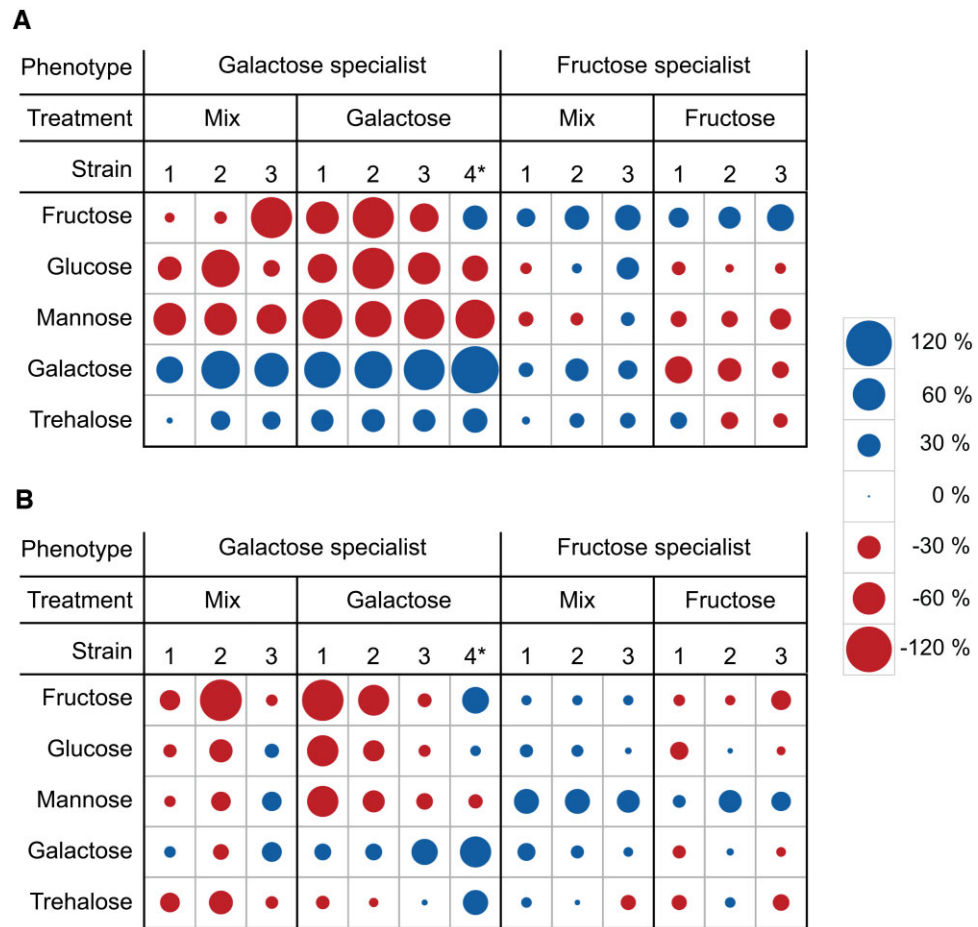 A
Phenotype Galactose specialist Fructose specialist
Treatment Mix Galactose Mix Fructose
Strain 1 2 3 1 2 3 4* 1 2 3 1 2 3
Fructose
Glucose
Mannose
Galactose
Trehalose
120 %
60 %
30 %
0 %
-30 %
-60 %
-120 %
B
Phenotype Galactose specialist Fructose specialist
Treatment Mix Galactose Mix Fructose
Strain 1 2 3 1 2 3 4* 1 2 3 1 2 3
Fructose
Glucose
Mannose
Galactose
Trehalose